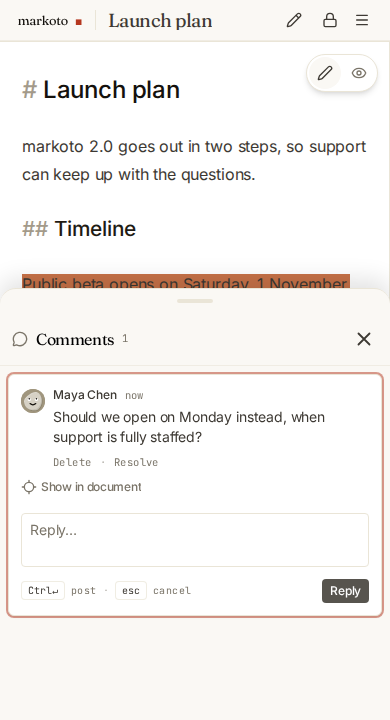 markoto
Launch plan
# Launch plan
markoto 2.0 goes out in two steps, so support
can keep up with the questions.
## Timeline
Public beta opens on Saturday, 1 November
Comments 1
Maya Chen now
Should we open on Monday instead, when
support is fully staffed?
Delete · Resolve
Show in document
Reply...
Ctrl↵ post · esc cancel
Reply